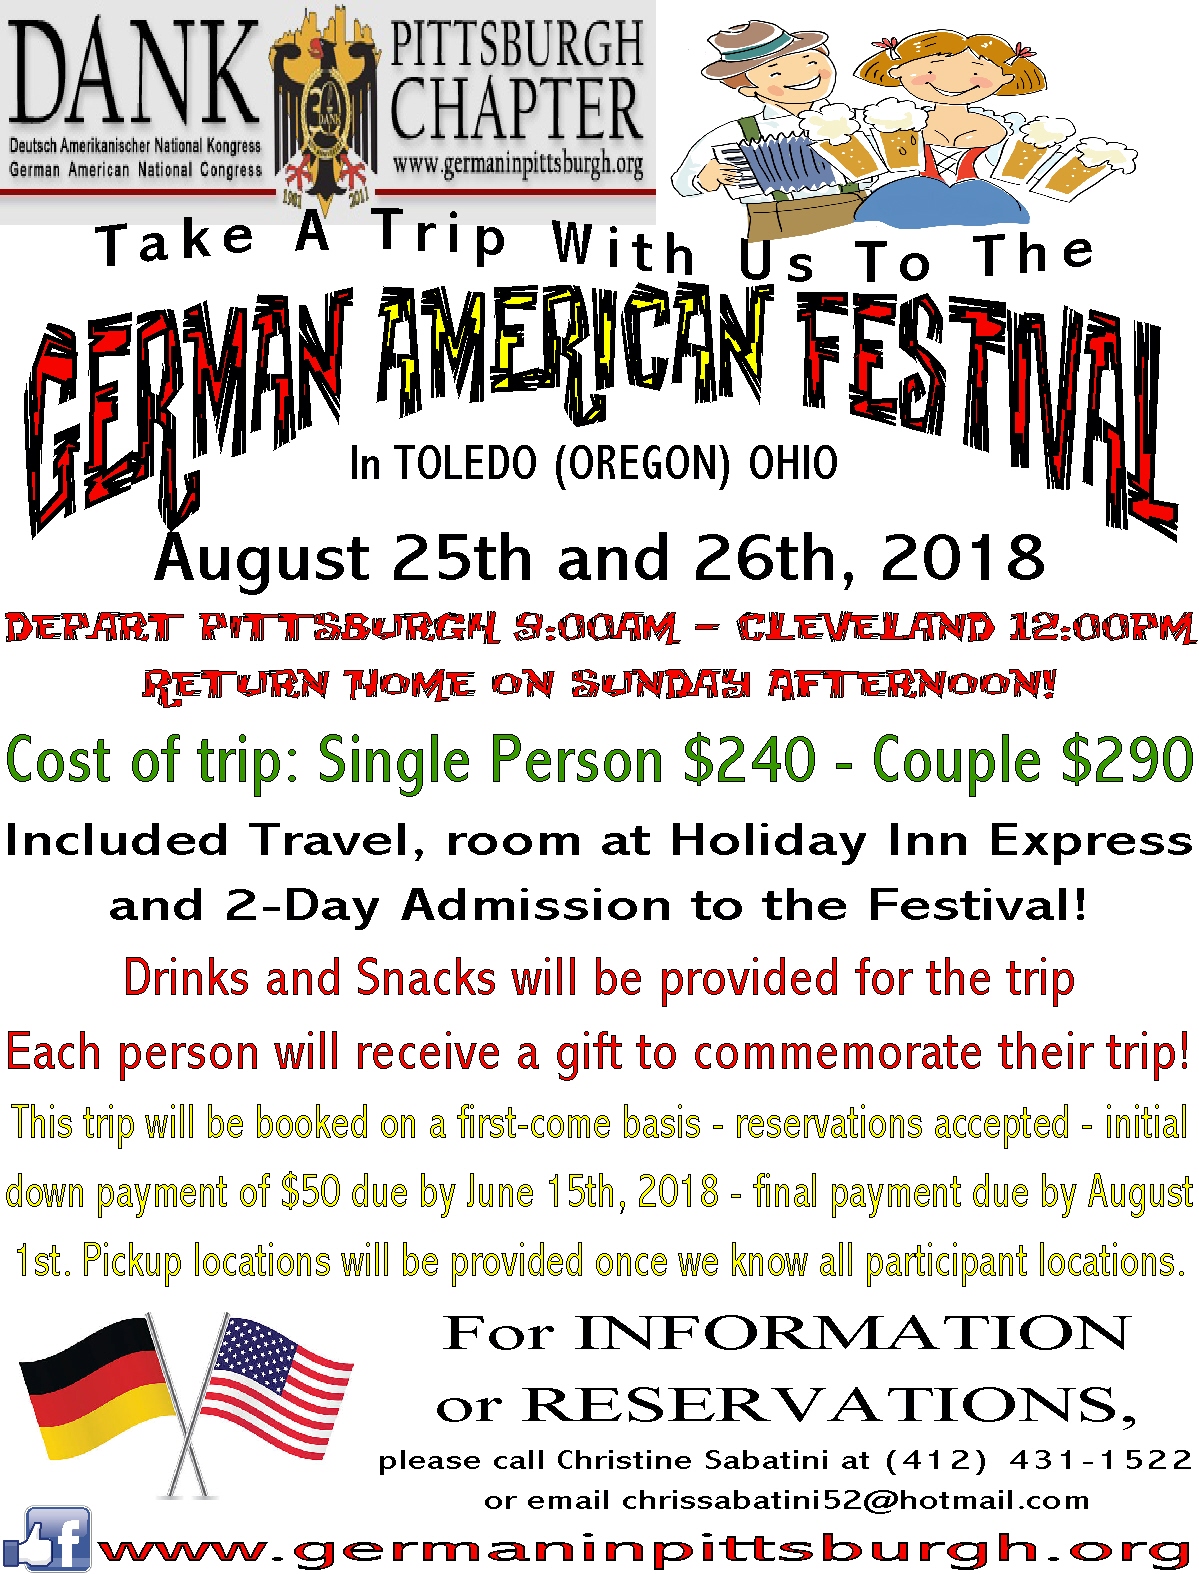 DANK
Deutsch Amerikanischer National Kongress
German American National Congress
DANK
1981 2011
PITTSBURGH
CHAPTER
www.germaninpittsburgh.org
Take A Trip With Us To The
GERMAN AMERICAN FESTIVAL
In TOLEDO (OREGON) OHIO
August 25th and 26th, 2018
DEPART PITTSBURGH 9:00AM - CLEVELAND 12:00PM
RETURN HOME ON SUNDAY AFTERNOON!
Cost of trip: Single Person $240 - Couple $290
Included Travel, room at Holiday Inn Express
and 2-Day Admission to the Festival!
Drinks and Snacks will be provided for the trip
Each person will receive a gift to commemorate their trip!
This trip will be booked on a first-come basis - reservations accepted - initial
down payment of $50 due by June 15th, 2018 - final payment due by August
1st. Pickup locations will be provided once we know all participant locations.
For INFORMATION
or RESERVATIONS,
please call Christine Sabatini at (412) 431-1522
or email chrissabatini52@hotmail.com
f
www.germaninpittsburgh.org